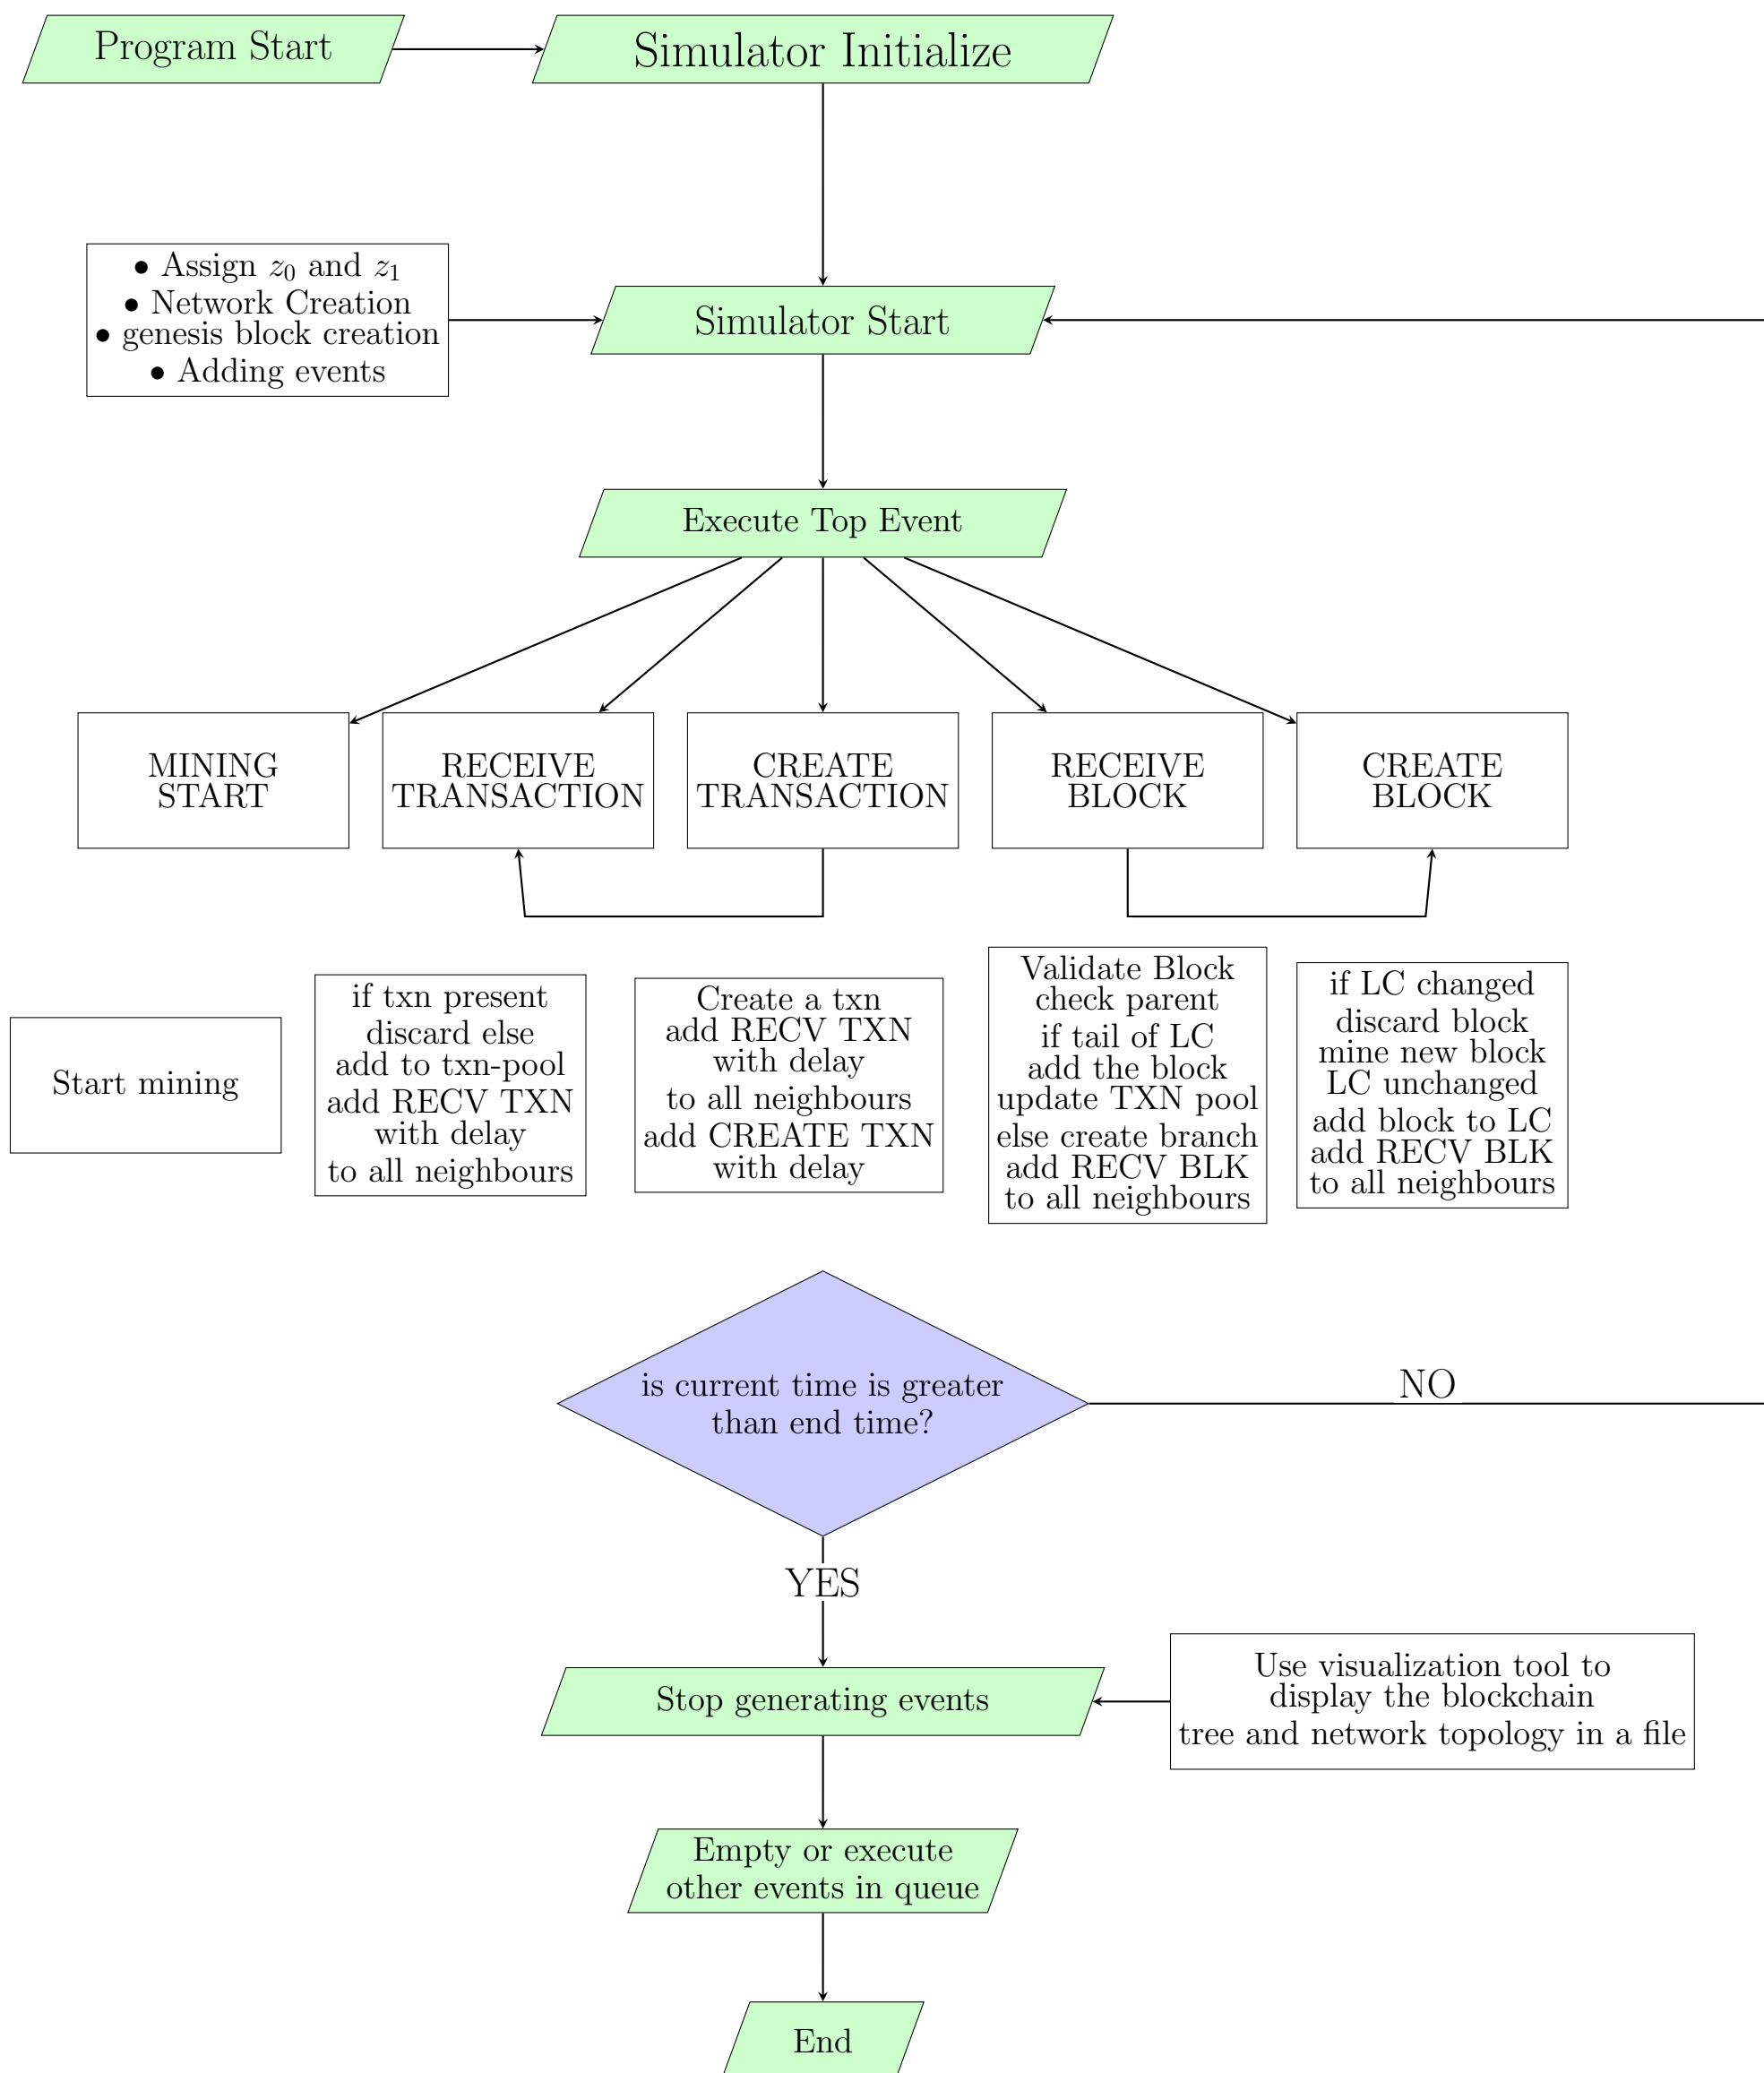 Program Start
Simulator Initialize
• Assign z₀ and z₁
• Network Creation
• genesis block creation
• Adding events
Simulator Start
Execute Top Event
MINING
START
RECEIVE
TRANSACTION
CREATE
TRANSACTION
RECEIVE
BLOCK
CREATE
BLOCK
Start mining
if txn present
discard else
add to txn-pool
add RECV TXN
with delay
to all neighbours
Create a txn
add RECV TXN
with delay
to all neighbours
add CREATE TXN
with delay
Validate Block
check parent
if tail of LC
add the block
update TXN pool
else create branch
add RECV BLK
to all neighbours
if LC changed
discard block
mine new block
LC unchanged
add block to LC
add RECV BLK
to all neighbours
is current time is greater
than end time?
NO
YES
Stop generating events
Use visualization tool to
display the blockchain
tree and network topology in a file
Empty or execute
other events in queue
End